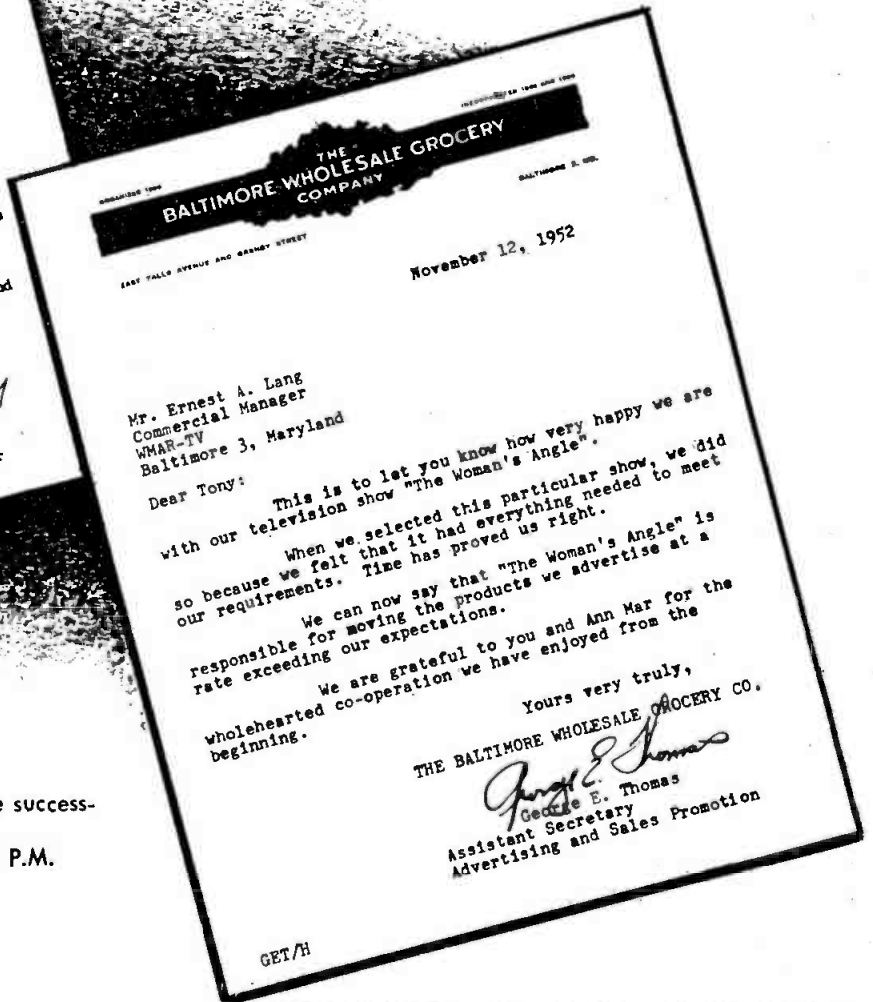 THE
BALTIMORE WHOLESALE GROCERY
COMPANY
BALTIMORE
November 12, 1952
Mr. Ernest A. Lang
Commercial Manager
WMAR-TV
Baltimore 3, Maryland
Dear Tony:
This is to let you know how very happy we are
with our television show "The Woman's Angle".
When we selected this particular show, we did
so because we felt that it had everything needed to meet
our requirements. Time has proved us right.
We can now say that "The Woman's Angle" is
responsible for moving the products we advertise at a
rate exceeding our expectations.
We are grateful to you and Ann Mar for the
wholehearted co-operation we have enjoyed from the
beginning.
Yours very truly,
THE BALTIMORE WHOLESALE GROCERY CO.
George E. Thomas
George E. Thomas
Assistant Secretary
Advertising and Sales Promotion
GET/H
success-
P.M.